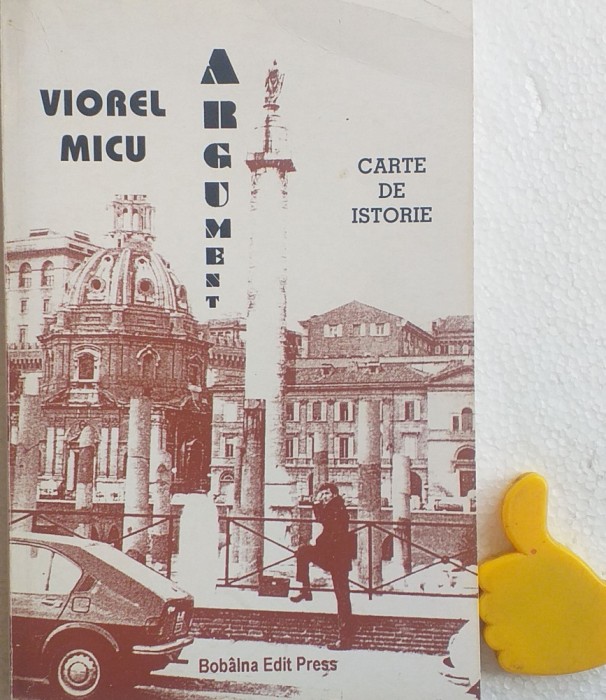 VIOREL
MICU
ARGUMENT
CARTE
DE
ISTORIE
Bobâlna Edit Press